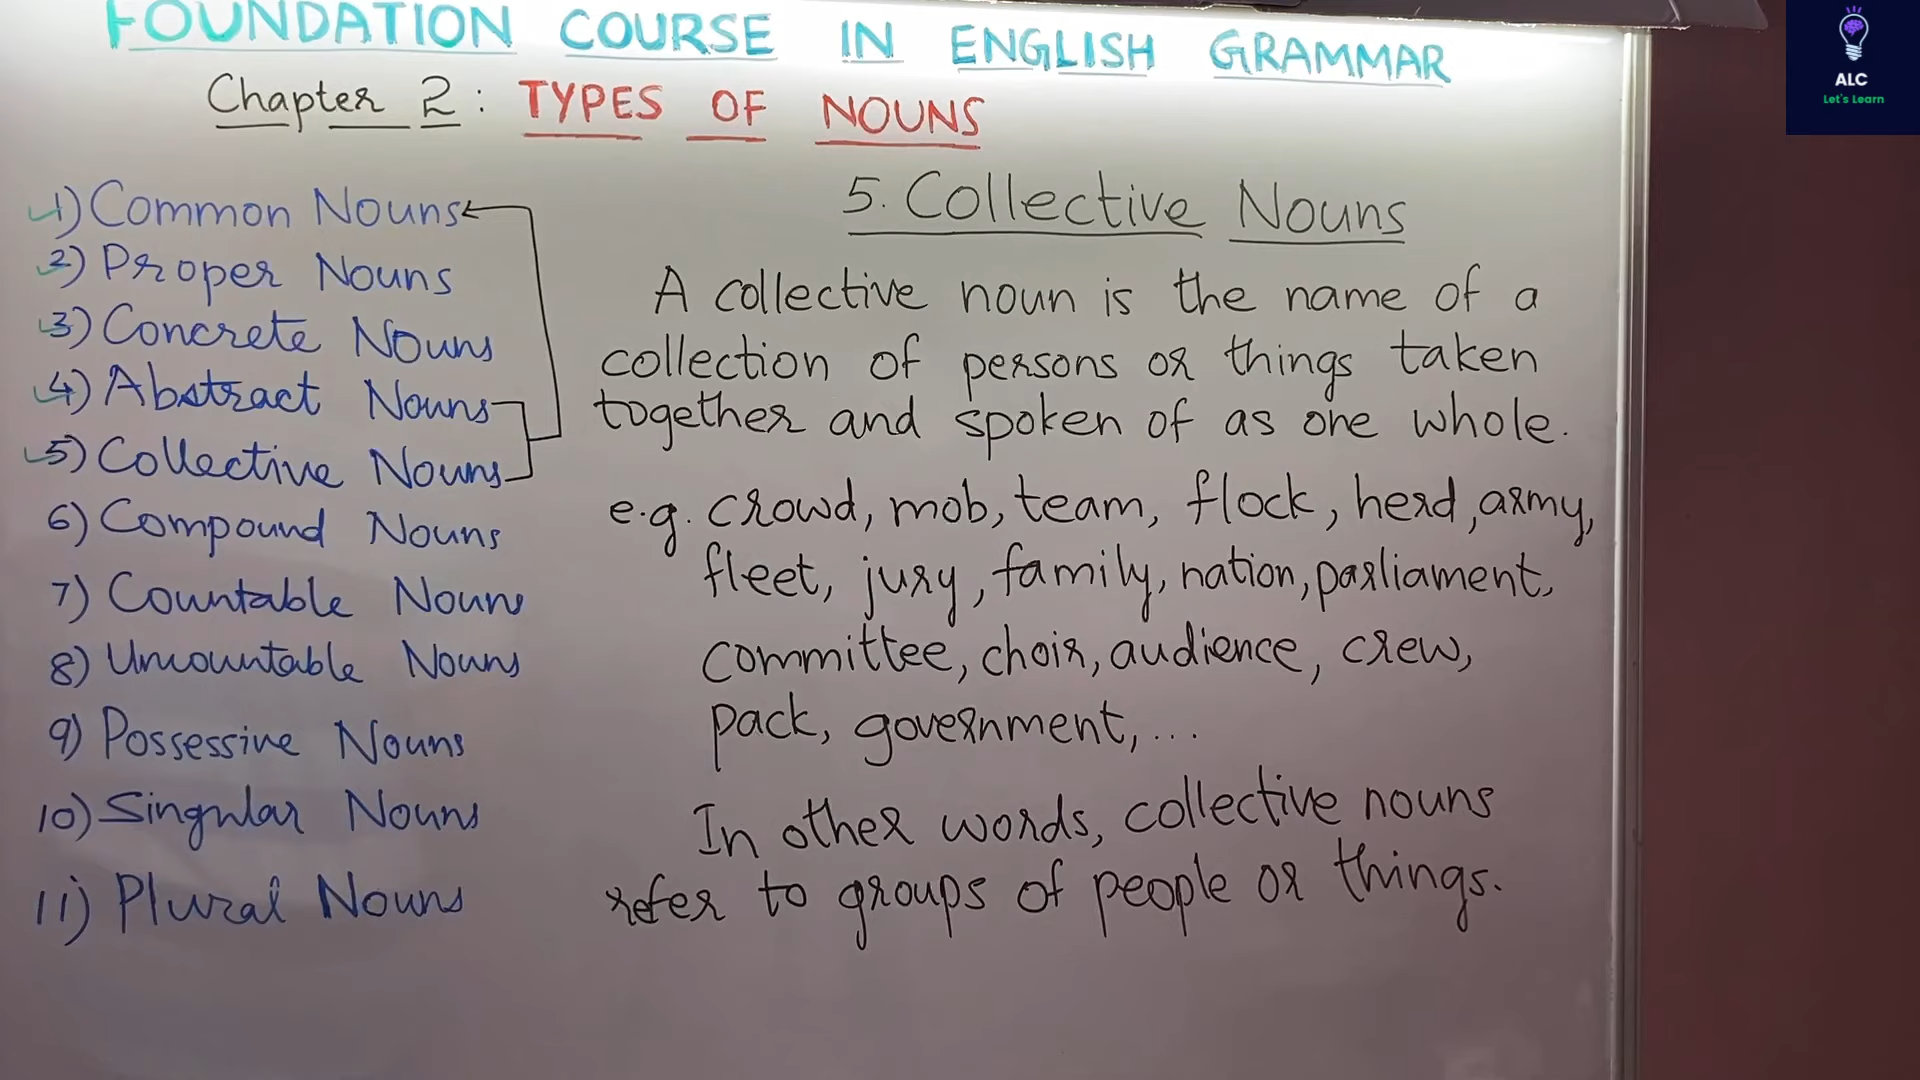 FOUNDATION COURSE IN ENGLISH GRAMMAR
Chapter 2: TYPES OF NOUNS
1) Common Nouns
2) Proper Nouns
3) Concrete Nouns
4) Abstract Nouns
5) Collective Nouns
6) Compound Nouns
7) Countable Nouns
8) Uncountable Nouns
9) Possessive Nouns
10) Singular Nouns
11) Plural Nouns
5. Collective Nouns
A collective noun is the name of a
collection of persons or things taken
together and spoken of as one whole.
e.g. crowd, mob, team, flock, herd, army,
fleet, jury, family, nation, parliament,
committee, choir, audience, crew,
pack, government, ...
In other words, collective nouns
refer to groups of people or things.
ALC
Let's Learn